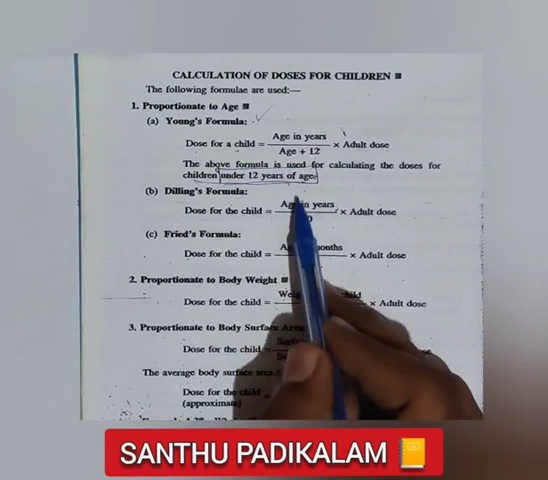 CALCULATION OF DOSES FOR CHILDREN
The following formulae are used:—
1. Proportionate to Age
(a) Young's Formula:
Age in years
Dose for a child = × Adult dose
Age + 12
The above formula is used for calculating the doses for
children under 12 years of age.
(b) Dilling's Formula:
Age in years
Dose for the child = × Adult dose
(c) Fried's Formula:
Dose for the child = × Adult dose
2. Proportionate to Body Weight
Dose for the child = × Adult dose
3. Proportionate to Body Surface Area
Dose for the child =
The average body surface area
Dose for the child
(approximate)
SANTHU PADIKALAM